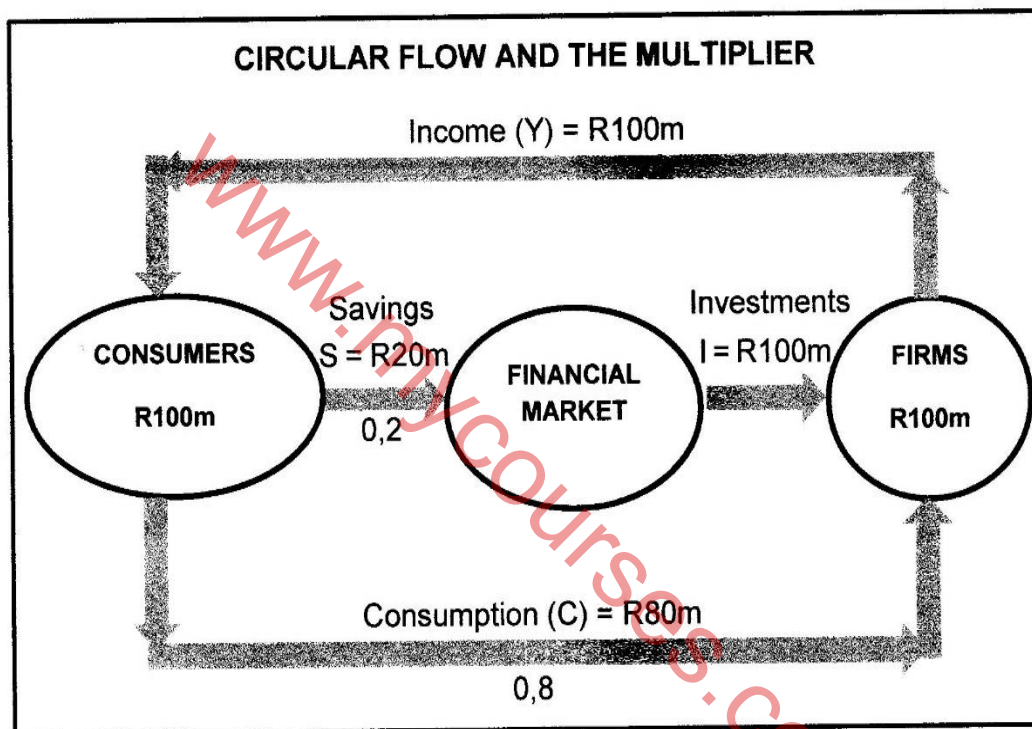 CIRCULAR FLOW AND THE MULTIPLIER
Income (Y) = R100m
Savings
S = R20m
0,2
Investments
I = R100m
CONSUMERS
R100m
FINANCIAL
MARKET
FIRMS
R100m
Consumption (C) = R80m
0,8
www.mycourses.co